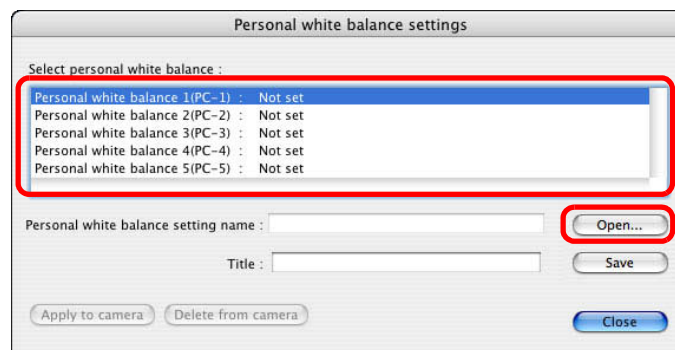 Personal white balance settings
Select personal white balance :
Personal white balance 1(PC-1) : Not set
Personal white balance 2(PC-2) : Not set
Personal white balance 3(PC-3) : Not set
Personal white balance 4(PC-4) : Not set
Personal white balance 5(PC-5) : Not set
Personal white balance setting name : Open...
Title : Save
Apply to camera Delete from camera Close